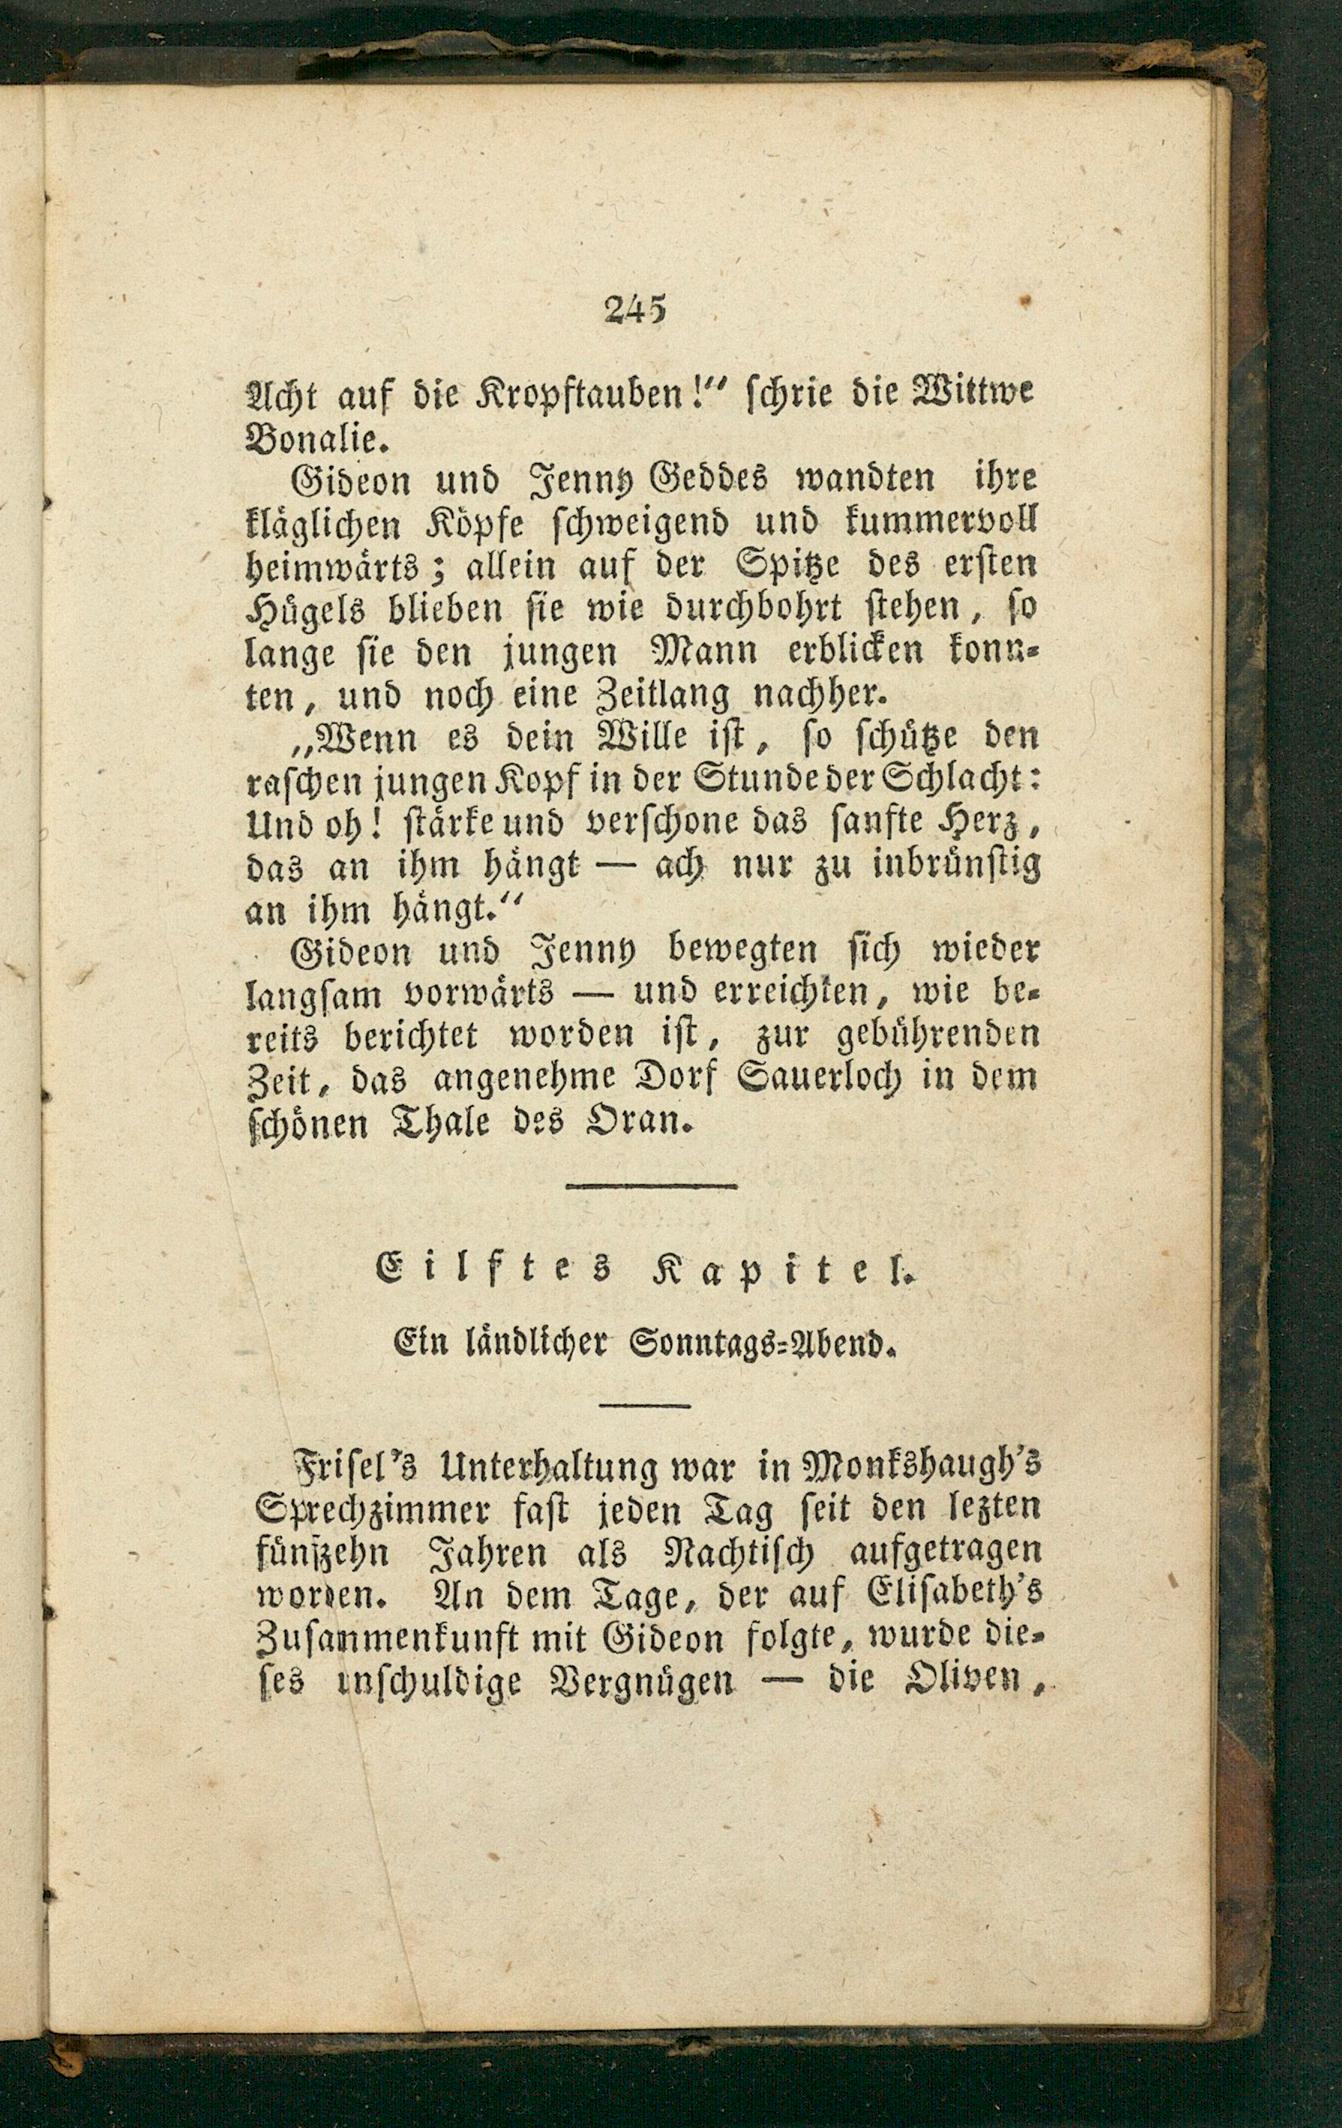 245
Acht auf die Kropftauben!“ schrie die Wittwe
Bonalie.
Gideon und Jenny Geddes wandten ihre
kläglichen Köpfe schweigend und kummervoll
heimwärts; allein auf der Spitze des ersten
Hügels blieben sie wie durchbohrt stehen, so
lange sie den jungen Mann erblicken konn-
ten, und noch eine Zeitlang nachher.
„Wenn es dein Wille ist, so schütze den
raschen jungen Kopf in der Stunde der Schlacht:
Und oh! stärke und verschone das sanfte Herz,
das an ihm hängt — ach nur zu inbrünstig
an ihm hängt.“
Gideon und Jenny bewegten sich wieder
langsam vorwärts — und erreichten, wie be-
reits berichtet worden ist, zur gebührenden
Zeit, das angenehme Dorf Sauerloch in dem
schönen Thale des Oran.
Eilftes Kapitel.
Ein ländlicher Sonntags-Abend.
Frisel's Unterhaltung war in Monkshaugh's
Sprechzimmer fast jeden Tag seit den lezten
fünfzehn Jahren als Nachtisch aufgetragen
worden. An dem Tage, der auf Elisabeth's
Zusammenkunft mit Gideon folgte, wurde die-
ses unschuldige Vergnügen — die Oliven,